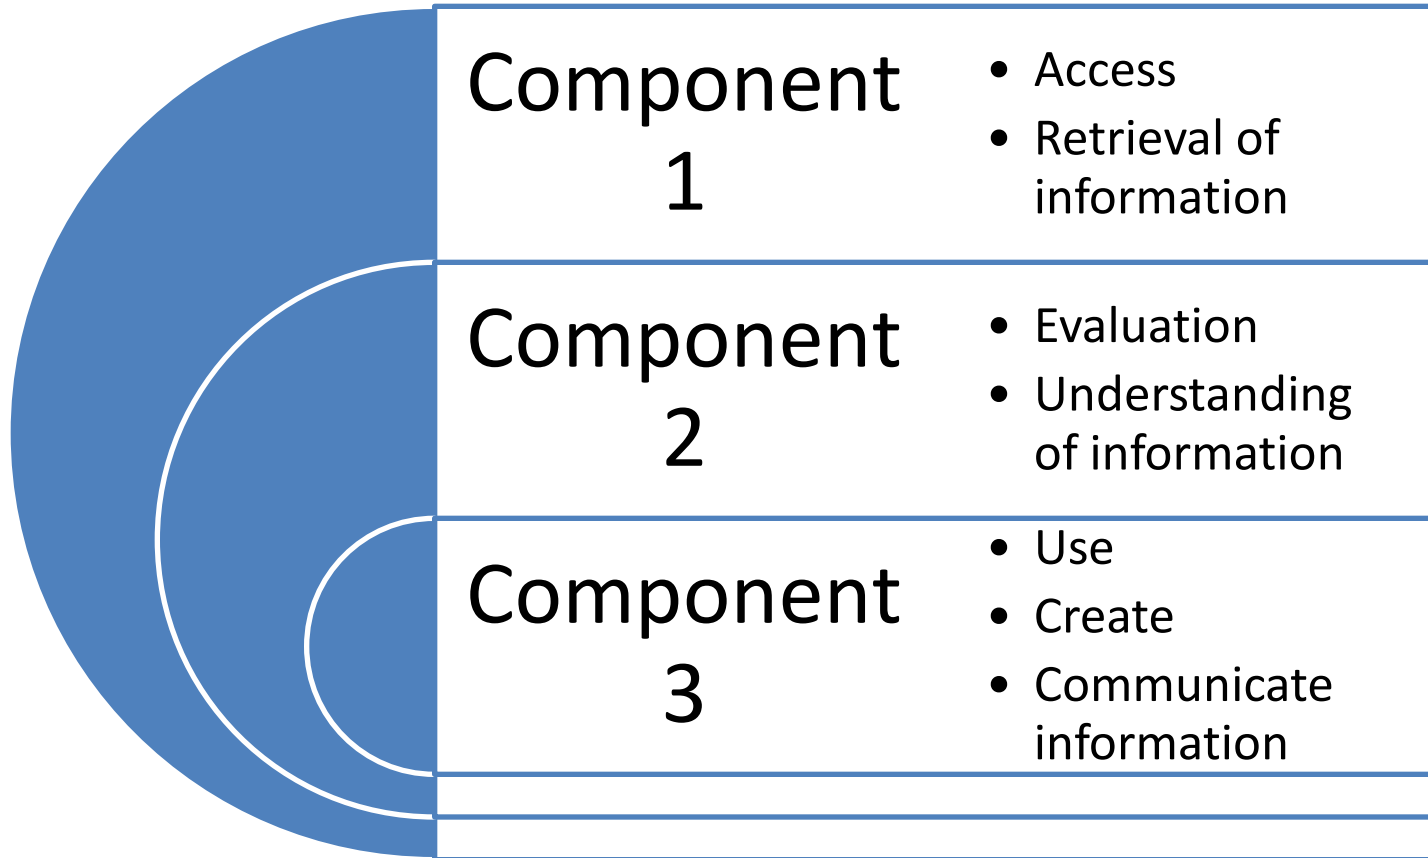 Component
1
• Access
• Retrieval of
information
Component
2
• Evaluation
• Understanding
of information
Component
3
• Use
• Create
• Communicate
information